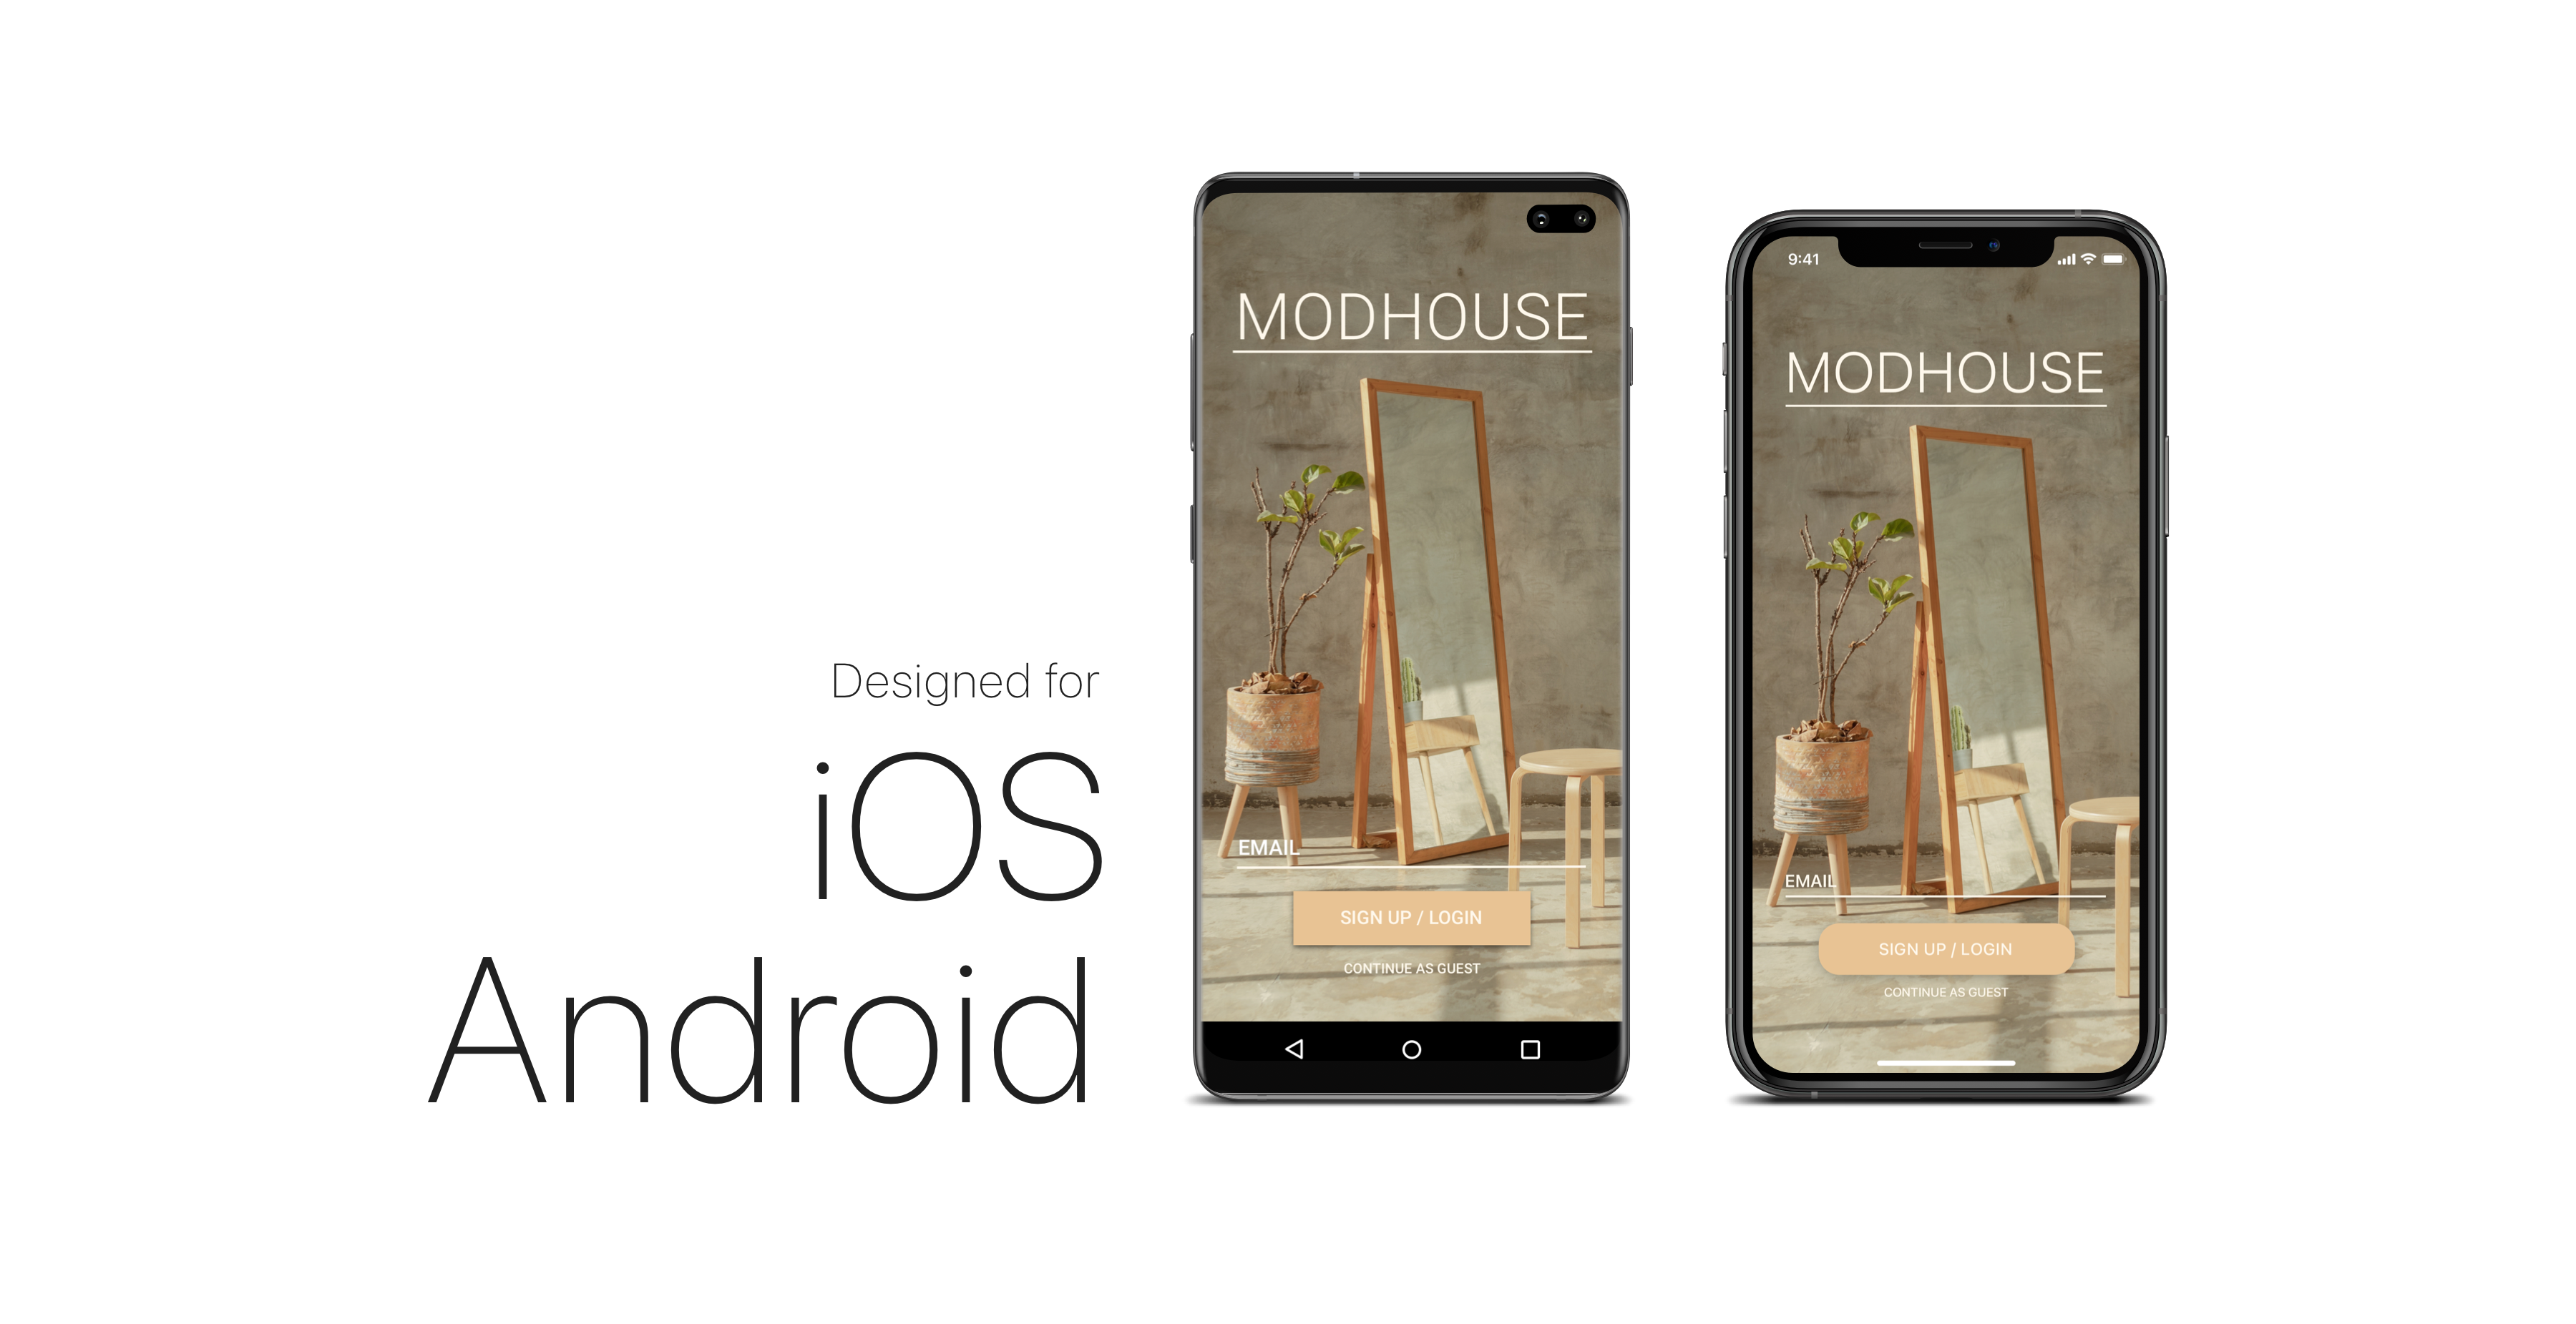 Designed for
iOS
Android
MODHOUSE
EMAIL
SIGN UP / LOGIN
CONTINUE AS GUEST
9:41
MODHOUSE
EMAIL
SIGN UP / LOGIN
CONTINUE AS GUEST